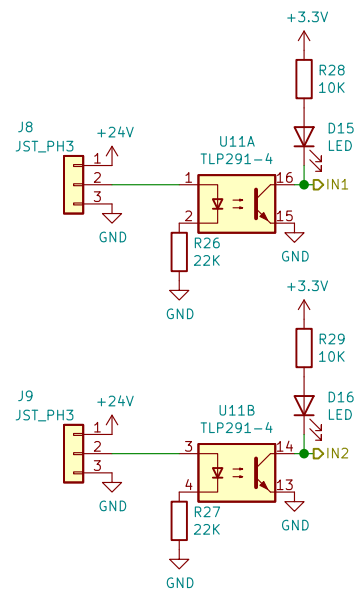 +3.3V
R28
10K
D15
LED
J8
JST_PH3
+24V
1
2
3
GND
U11A
TLP291-4
1
2
16
15
IN1
R26
22K
GND
GND
+3.3V
R29
10K
D16
LED
J9
JST_PH3
+24V
1
2
3
GND
U11B
TLP291-4
3
4
14
13
IN2
R27
22K
GND
GND